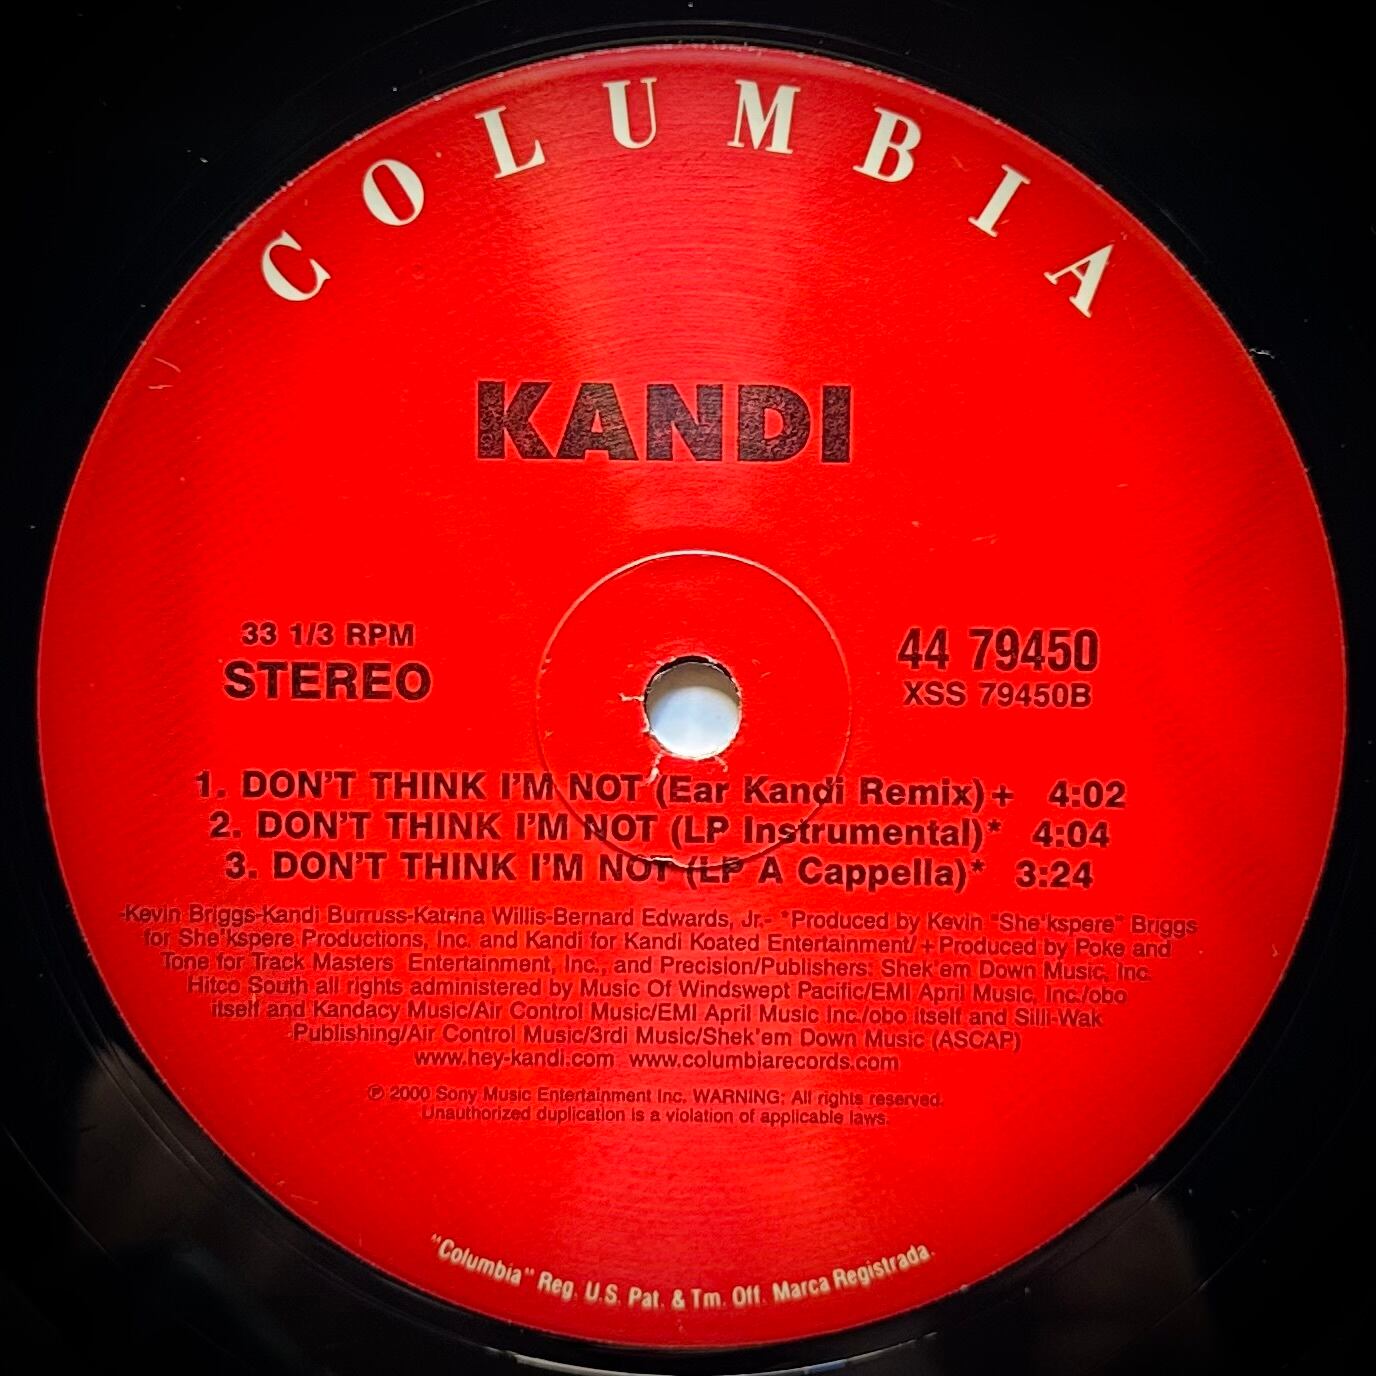 COLUMBIA
KANDI
33 1/3 RPM
STEREO
44 79450
XSS 79450B
1. DON'T THINK I'M NOT (Ear Kandi Remix)+ 4:02
2. DON'T THINK I'M NOT (LP Instrumental)* 4:04
3. DON'T THINK I'M NOT (LP A Cappella)* 3:24
-Kevin Briggs-Kandi Burruss-Katrina Willis-Bernard Edwards, Jr.- *Produced by Kevin "She'kspere" Briggs
for She'kspere Productions, Inc. and Kandi for Kandi Koated Entertainment/+Produced by Poke and
Tone for Track Masters Entertainment, Inc., and Precision/Publishers: Shek'em Down Music, Inc.
Hitco South all rights administered by Music Of Windswept Pacific/EMI April Music, Inc./obo
itself and Kandacy Music/Air Control Music/EMI April Music Inc./obo itself and Silli-Wak
Publishing/Air Control Music/3rdi Music/Shek'em Down Music (ASCAP)
www.hey-kandi.com www.columbiarecords.com
℗ 2000 Sony Music Entertainment Inc. WARNING: All rights reserved.
Unauthorized duplication is a violation of applicable laws.
"Columbia" Reg. U.S. Pat. & Tm. Off. Marca Registrada.